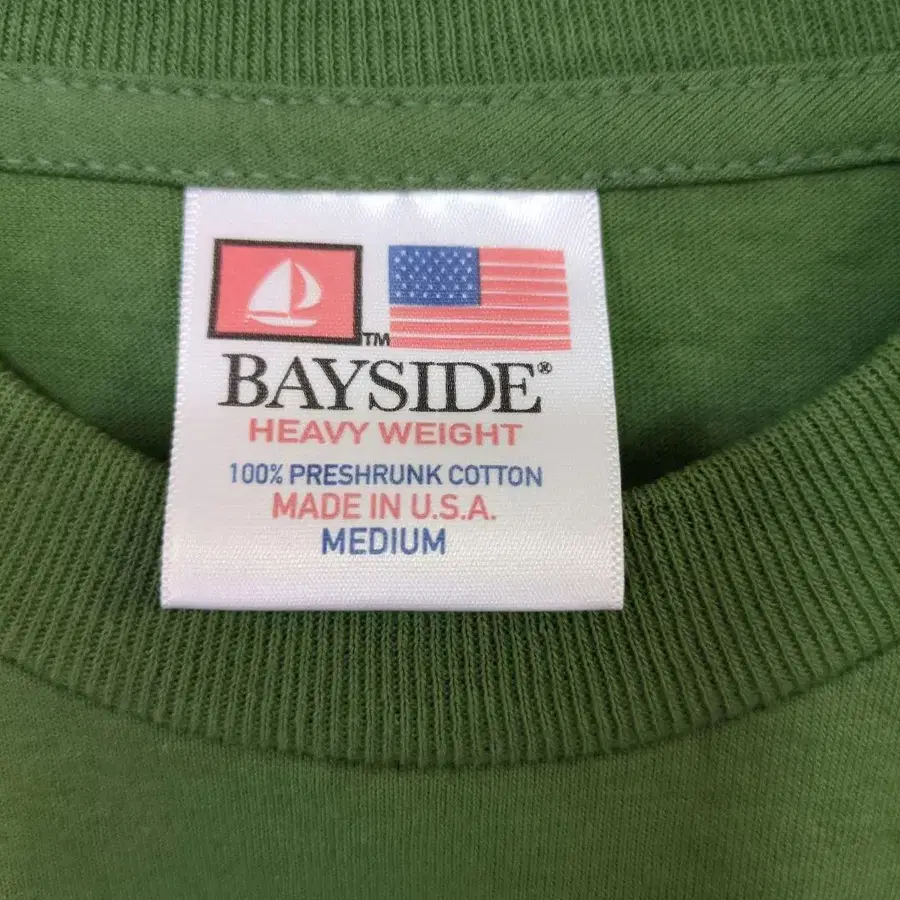 TM
BAYSIDE®
HEAVY WEIGHT
100% PRESHRUNK COTTON
MADE IN U.S.A.
MEDIUM